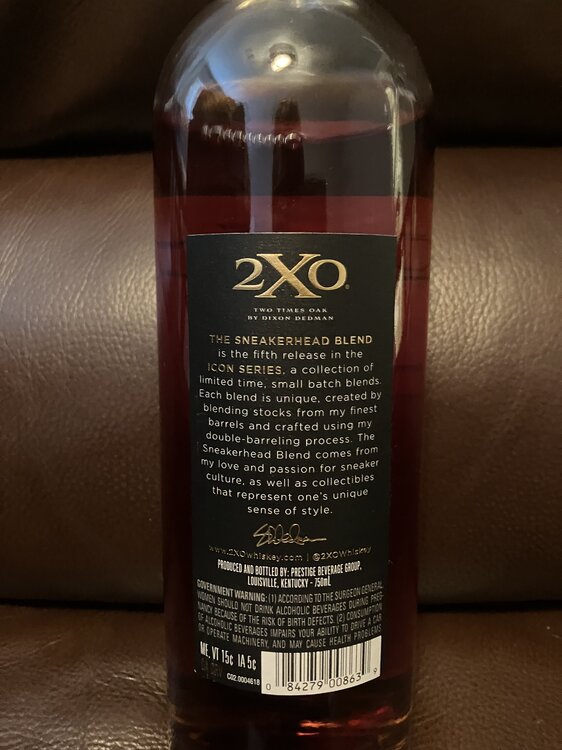 2XO®
TWO TIMES OAK
BY DIXON DEDMAN
THE SNEAKERHEAD BLEND
is the fifth release in the
ICON SERIES, a collection of
limited time, small batch blends.
Each blend is unique, created by
blending stocks from my finest
barrels and crafted using my
double-barreling process. The
Sneakerhead Blend comes from
my love and passion for sneaker
culture, as well as collectibles
that represent one's unique
sense of style.
www.2XOwhiskey.com | @2XOWhiskey
PRODUCED AND BOTTLED BY: PRESTIGE BEVERAGE GROUP,
LOUISVILLE, KENTUCKY - 750mL
GOVERNMENT WARNING: (1) ACCORDING TO THE SURGEON GENERAL
WOMEN SHOULD NOT DRINK ALCOHOLIC BEVERAGES DURING PREG-
NANCY BECAUSE OF THE RISK OF BIRTH DEFECTS. (2) CONSUMPTION
OF ALCOHOLIC BEVERAGES IMPAIRS YOUR ABILITY TO DRIVE A CAR
OR OPERATE MACHINERY, AND MAY CAUSE HEALTH PROBLEMS
ME, VT 15¢ IA 5¢
C02.0004618
0 84279 00863 9